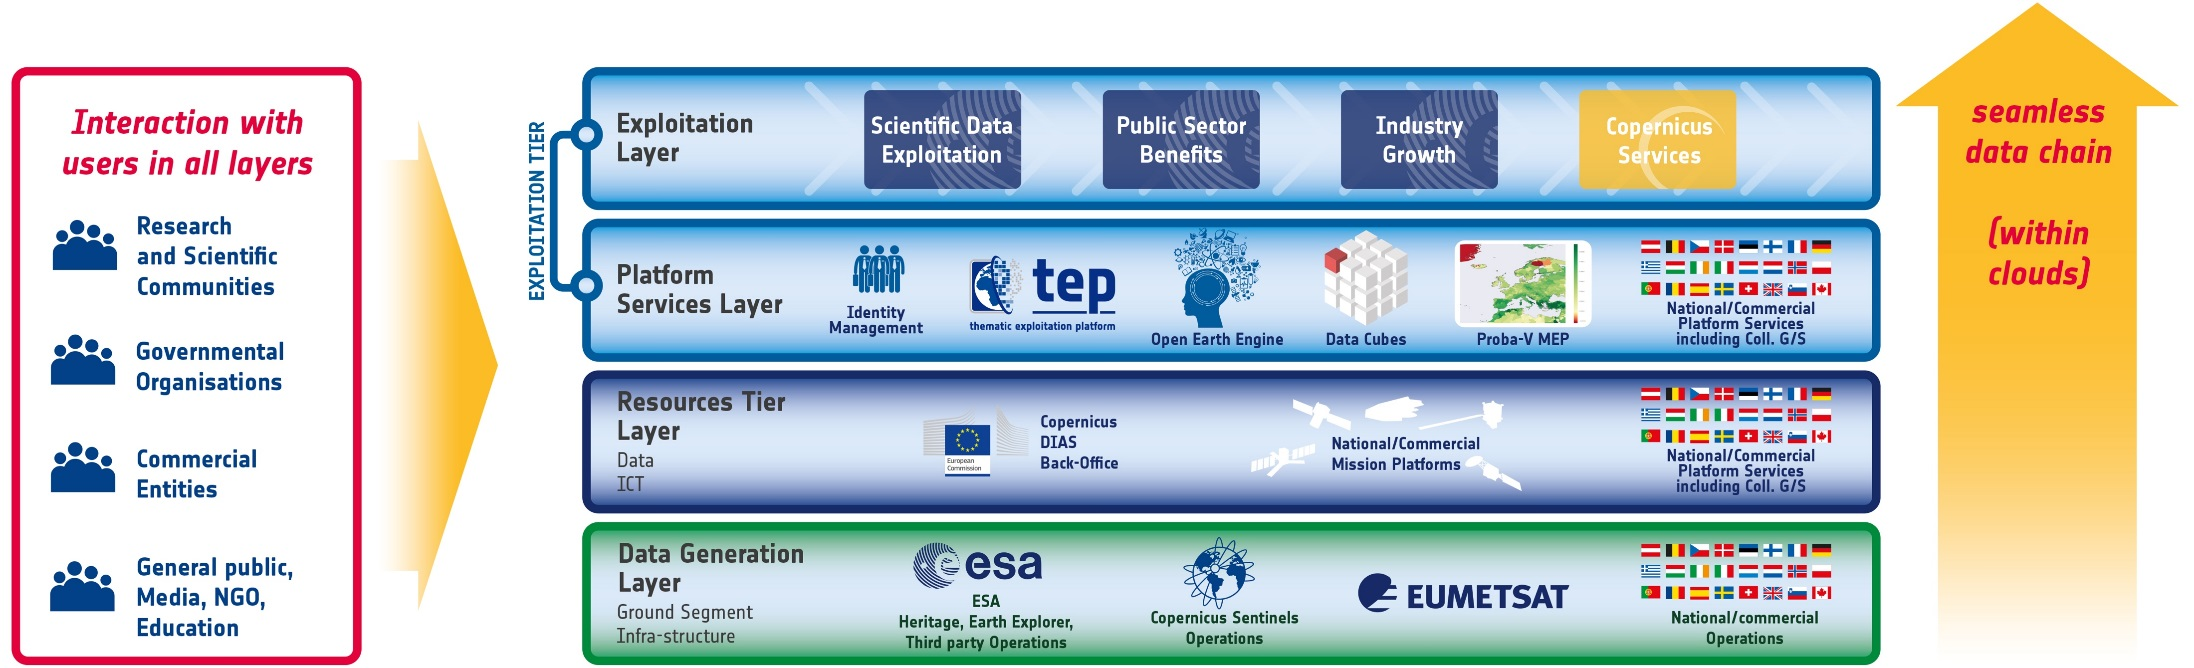 Interaction with
users in all layers
Research
and Scientific
Communities
Governmental
Organisations
Commercial
Entities
General public,
Media, NGO,
Education
EXPLOITATION TIER
Exploitation
Layer
Scientific Data
Exploitation
Public Sector
Benefits
Industry
Growth
Copernicus
Services
Platform
Services Layer
Identity
Management
tep
thematic exploitation platform
Open Earth Engine
Data Cubes
Proba-V MEP
National/Commercial
Platform Services
including Coll. G/S
Resources Tier
Layer
Data
ICT
European
Commission
Copernicus
DIAS
Back-Office
National/Commercial
Mission Platforms
National/Commercial
Platform Services
including Coll. G/S
Data Generation
Layer
Ground Segment
Infra-structure
esa
ESA
Heritage, Earth Explorer,
Third party Operations
Copernicus Sentinels
Operations
EUMETSAT
National/commercial
Operations
seamless
data chain
(within
clouds)